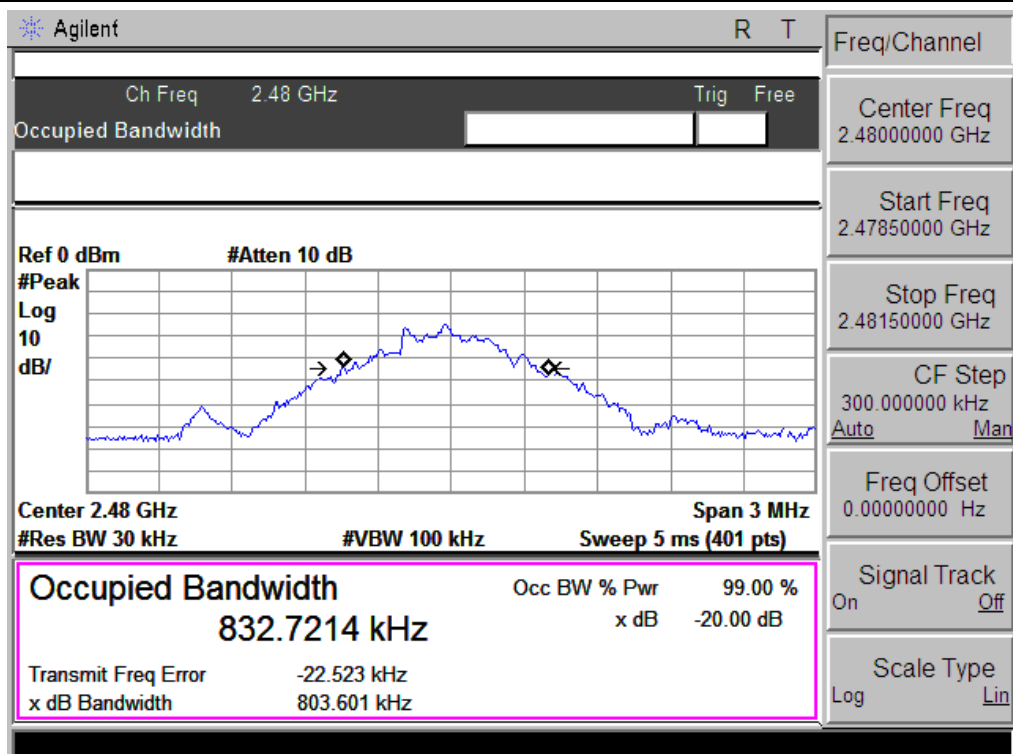 Agilent R T
Ch Freq 2.48 GHz Trig Free
Occupied Bandwidth
Ref 0 dBm #Atten 10 dB
#Peak
Log
10
dB/
Center 2.48 GHz Span 3 MHz
#Res BW 30 kHz #VBW 100 kHz Sweep 5 ms (401 pts)
Occupied Bandwidth Occ BW % Pwr 99.00 %
832.7214 kHz x dB -20.00 dB
Transmit Freq Error -22.523 kHz
x dB Bandwidth 803.601 kHz
Freq/Channel
Center Freq
2.48000000 GHz
Start Freq
2.47850000 GHz
Stop Freq
2.48150000 GHz
CF Step
300.000000 kHz
Auto Man
Freq Offset
0.00000000 Hz
Signal Track
On Off
Scale Type
Log Lin